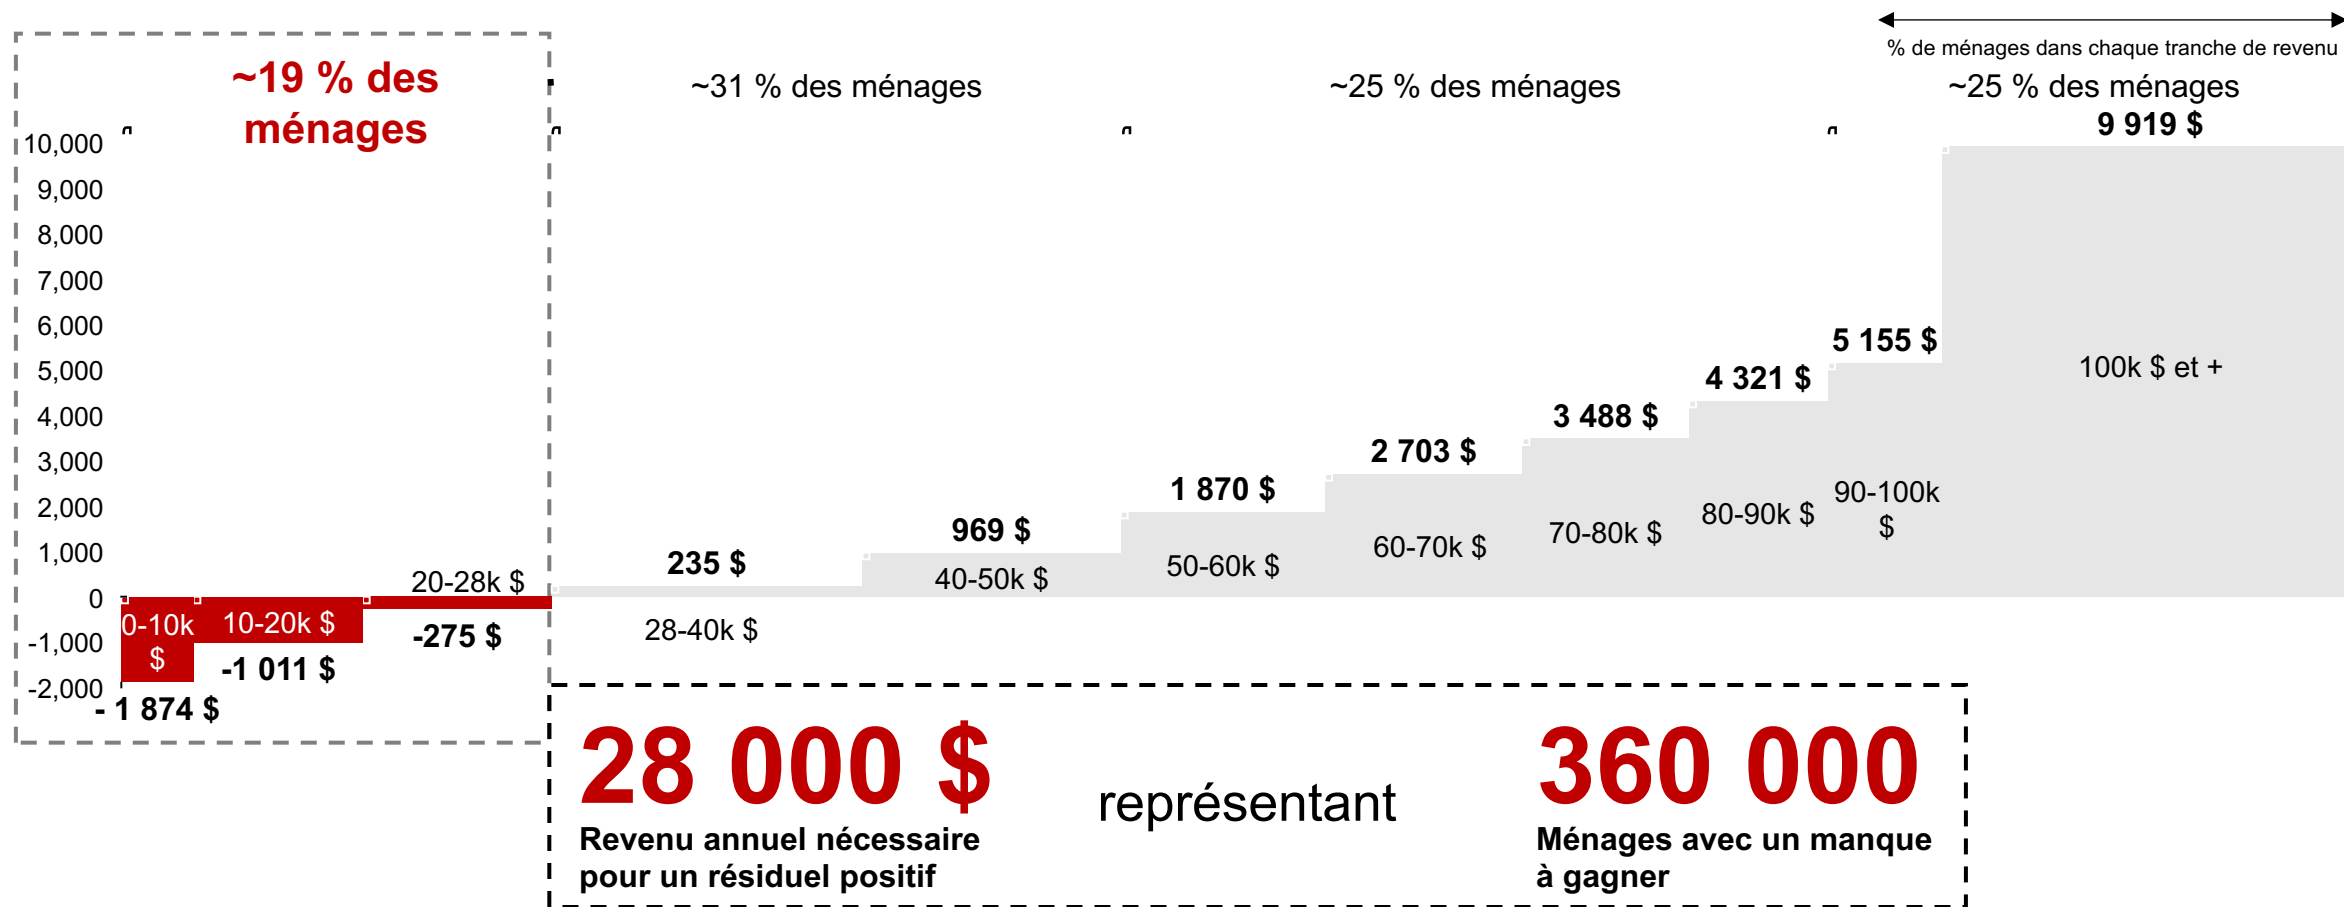 % de ménages dans chaque tranche de revenu
~19 % des
ménages
~31 % des ménages
~25 % des ménages
~25 % des ménages
9 919 $
10,000
9,000
8,000
7,000
6,000
5,000
4,000
3,000
2,000
1,000
0
-1,000
-2,000
0-10k
$
- 1 874 $
10-20k $
-1 011 $
20-28k $
-275 $
235 $
28-40k $
969 $
40-50k $
1 870 $
50-60k $
2 703 $
60-70k $
3 488 $
70-80k $
4 321 $
80-90k $
5 155 $
90-100k
$
100k $ et +
28 000 $
Revenu annuel nécessaire
pour un résiduel positif
représentant
360 000
Ménages avec un manque
à gagner